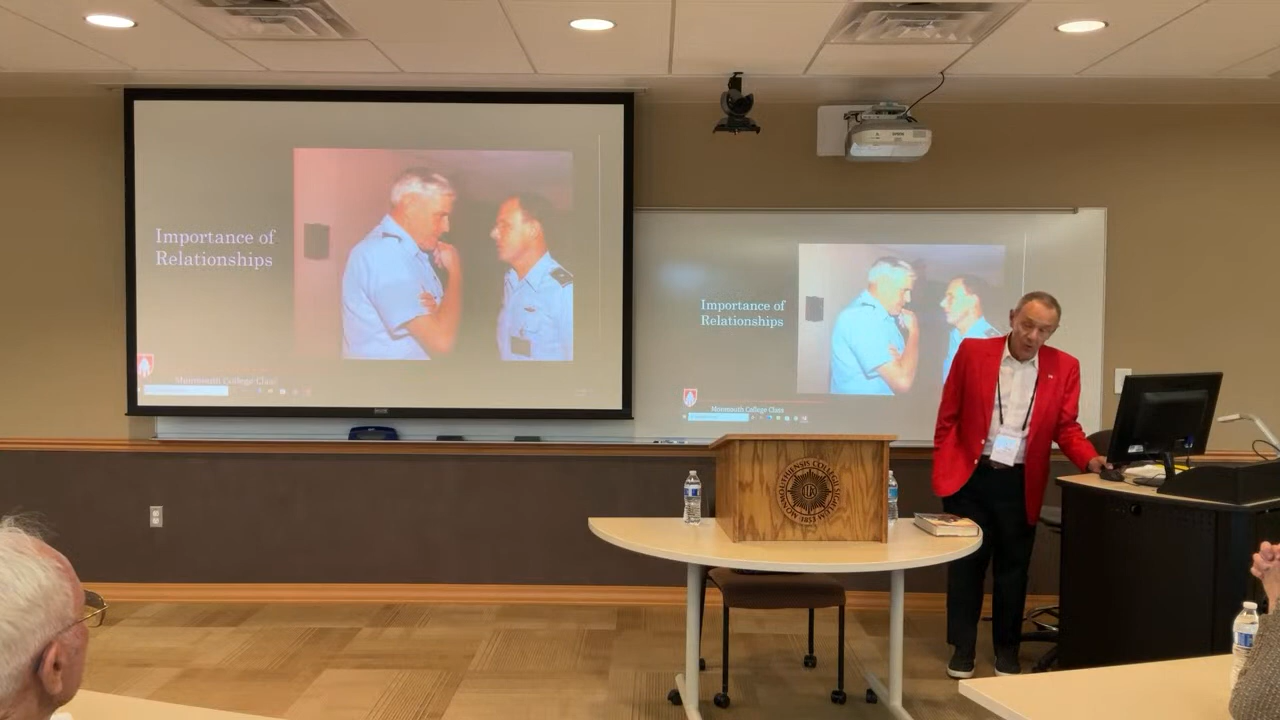 Importance of
Relationships
Monmouth College Class
Importance of
Relationships
Monmouth College Class